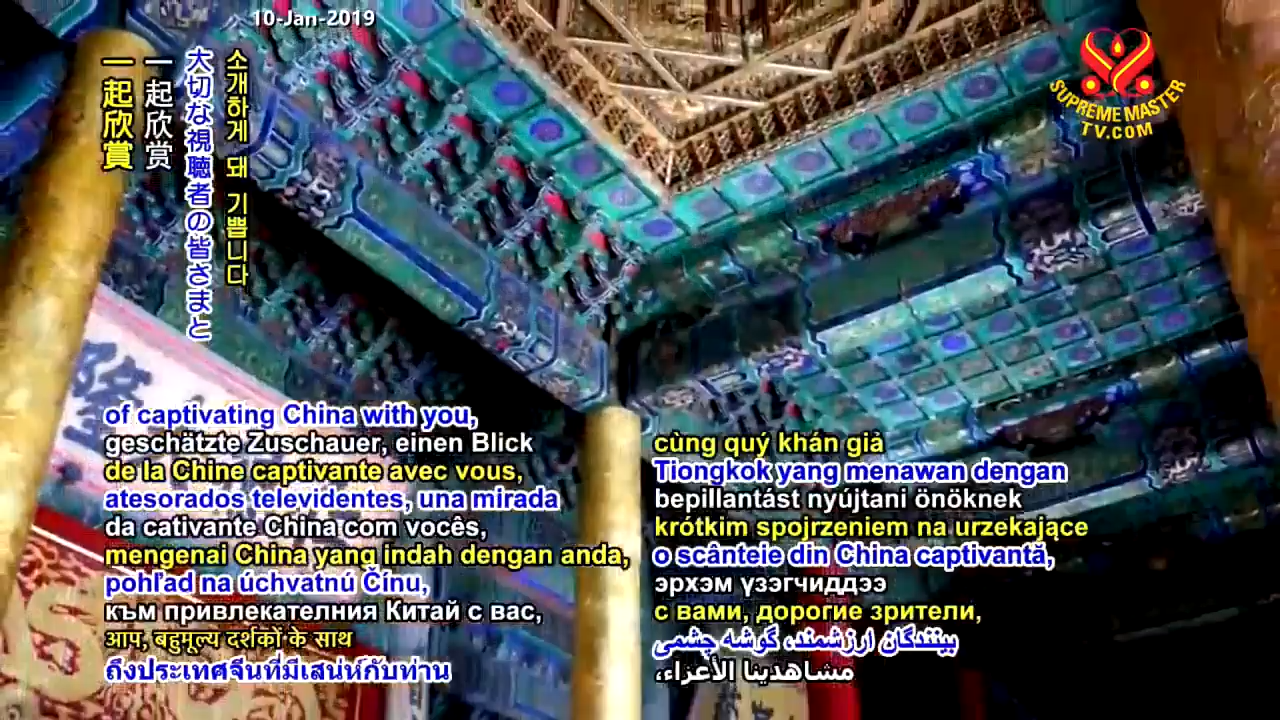 10-Jan-2019
SUPREME MASTER
TV.COM
소개하게 돼 기쁩니다
大切な視聴者の皆さまと
一起欣赏
一起欣賞
隆
of captivating China with you,
geschätzte Zuschauer, einen Blick
de la Chine captivante avec vous,
atesorados televidentes, una mirada
da cativante China com vocês,
mengenai China yang indah dengan anda,
pohľad na úchvatnú Čínu,
към привлекателния Китай с вас,
आप, बहुमूल्य दर्शकों के साथ
ถึงประเทศจีนที่มีเสน่ห์กับท่าน
cùng quý khán giả
Tiongkok yang menawan dengan
bepillantást nyújtani önöknek
krótkim spojrzeniem na urzekające
o scânteie din China captivantă,
эрхэм үзэгчиддээ
с вами, дорогие зрители,
بینندگان ارزشمند، گوشه چشمی
مشاهدينا الأعزاء،